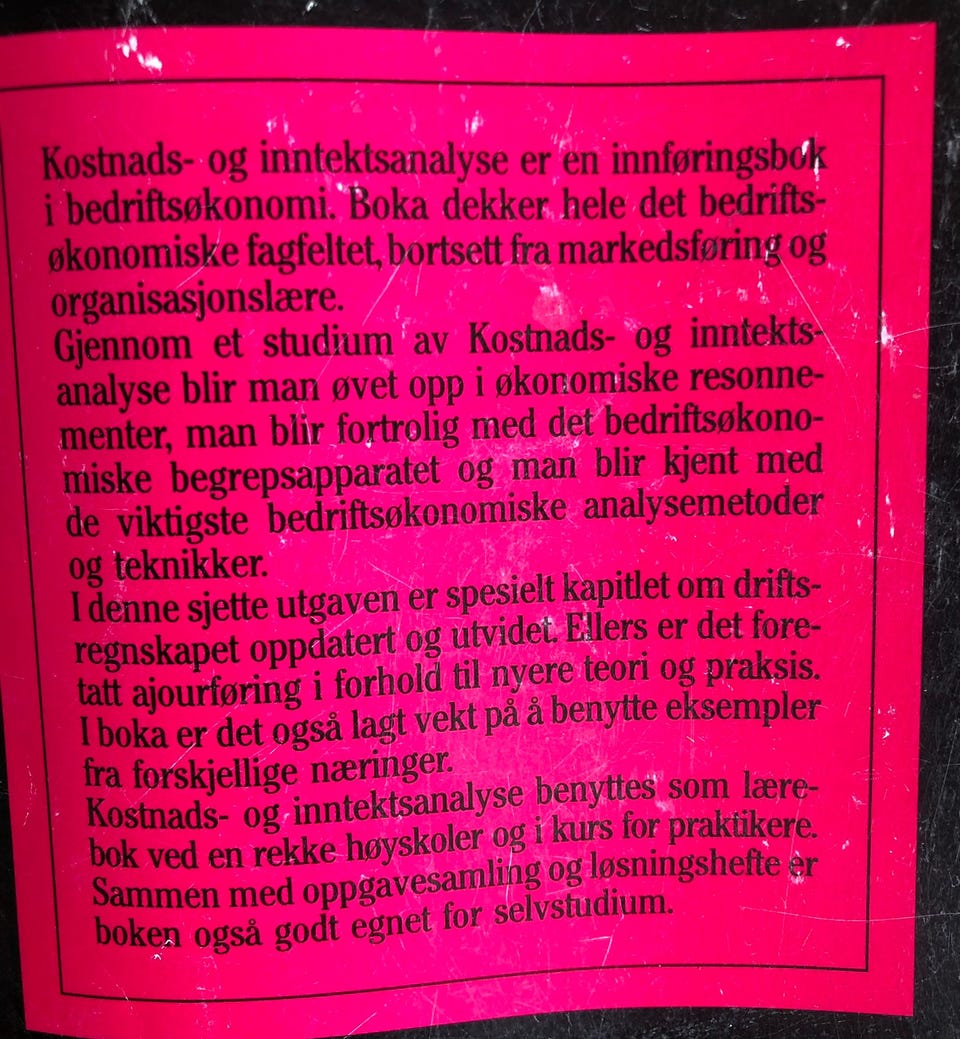 Kostnads- og inntektsanalyse er en innføringsbok
i bedriftsøkonomi. Boka dekker hele det bedrifts-
økonomiske fagfeltet, bortsett fra markedsføring og
organisasjonslære.
Gjennom et studium av Kostnads- og inntekts-
analyse blir man øvet opp i økonomiske resonne-
menter, man blir fortrolig med det bedriftsøkono-
miske begrepsapparatet og man blir kjent med
de viktigste bedriftsøkonomiske analysemetoder
og teknikker.
I denne sjette utgaven er spesielt kapitlet om drifts-
regnskapet oppdatert og utvidet. Ellers er det fore-
tatt ajourføring i forhold til nyere teori og praksis.
I boka er det også lagt vekt på å benytte eksempler
fra forskjellige næringer.
Kostnads- og inntektsanalyse benyttes som lære-
bok ved en rekke høyskoler og i kurs for praktikere.
Sammen med oppgavesamling og løsningshefte er
boken også godt egnet for selvstudium.